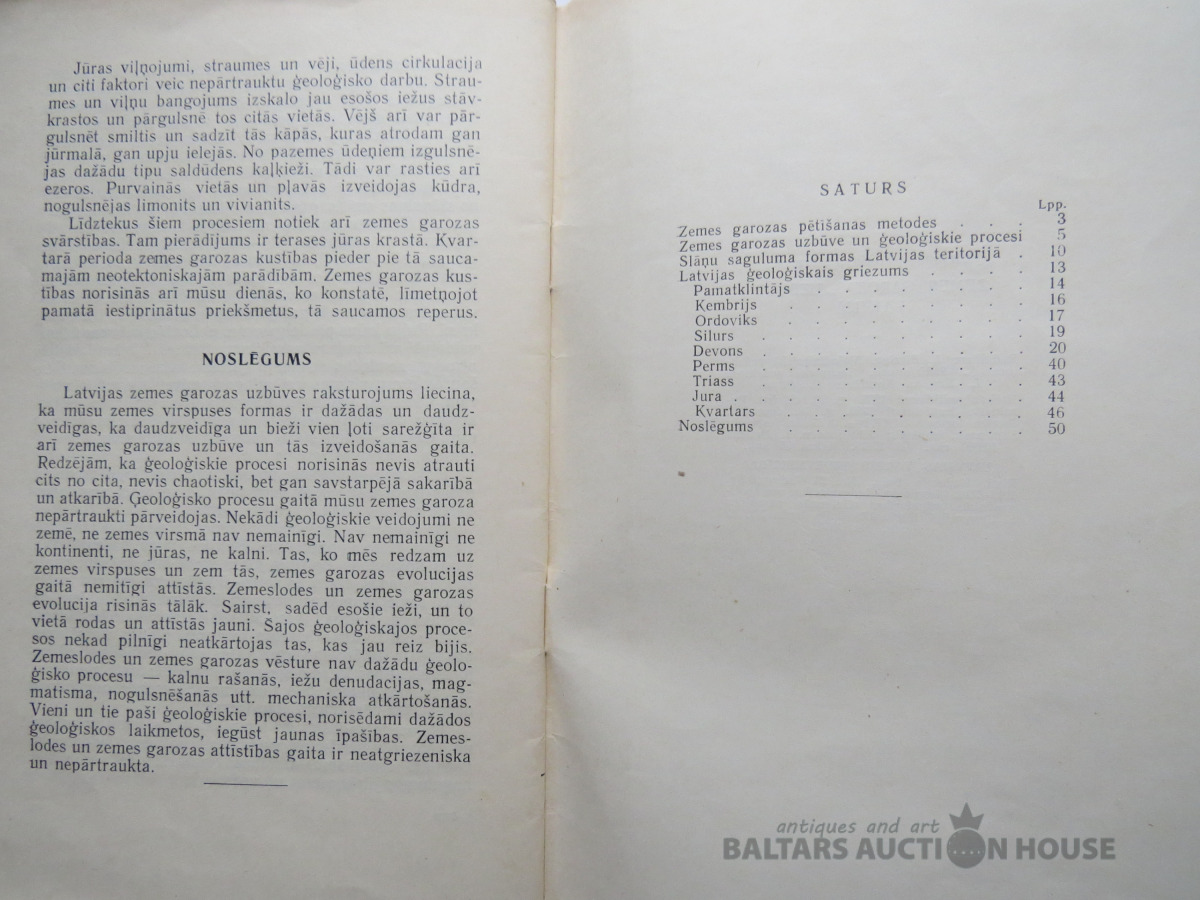 Jūras viļņojumi, straumes un vēji, ūdens cirkulacija
un citi faktori veic nepārtrauktu ģeoloģisko darbu. Strau-
mes un viļņu bangojums izskalo jau esošos iežus stāv-
krastos un pārgulsnē tos citās vietās. Vējš arī var pār-
gulsnēt smiltis un sadzīt tās kāpās, kuras atrodam gan
jūrmalā, gan upju ielejās. No pazemes ūdeņiem izgulsnē-
jas dažādu tipu saldūdens kaļķieži. Tādi var rasties arī
ezeros. Purvainās vietās un pļavās izveidojas kūdra,
nogulsnējas limonits un vivianits.
Līdztekus šiem procesiem notiek arī zemes garozas
svārstības. Tam pierādījums ir terases jūras krastā. Kvar-
tarā perioda zemes garozas kustības pieder pie tā sauca-
majām neotektoniskajām parādībām. Zemes garozas kus-
tības norisinās arī mūsu dienās, ko konstatē, līmetņojot
pamatā iestiprinātus priekšmetus, tā saucamos reperus.
NOSLĒGUMS
Latvijas zemes garozas uzbūves raksturojums liecina,
ka mūsu zemes virspuses formas ir dažādas un daudz-
veidīgas, ka daudzveidīga un bieži vien ļoti sarežģīta ir
arī zemes garozas uzbūve un tās izveidošanās gaita.
Redzējām, ka ģeoloģiskie procesi norisinās nevis atrauti
cits no cita, nevis chaotiski, bet gan savstarpējā sakarībā
un atkarībā. Ģeoloģisko procesu gaitā mūsu zemes garoza
nepārtraukti pārveidojas. Nekādi ģeoloģiskie veidojumi ne
zemē, ne zemes virsmā nav nemainīgi. Nav nemainīgi ne
kontinenti, ne jūras, ne kalni. Tas, ko mēs redzam uz
zemes virspuses un zem tās, zemes garozas evolucijas
gaitā nemitīgi attīstās. Zemeslodes un zemes garozas
evolucija risinās tālāk. Sairst, sadēd esošie ieži, un to
vietā rodas un attīstās jauni. Šajos ģeoloģiskajos proce-
sos nekad pilnīgi neatkārtojas tas, kas jau reiz bijis.
Zemeslodes un zemes garozas vēsture nav dažādu ģeolo-
ģisko procesu — kalnu rašanās, iežu denudacijas, mag-
matisma, nogulsnēšanās utt. mechaniska atkārtošanās.
Vieni un tie paši ģeoloģiskie procesi, norisēdami dažādos
ģeoloģiskos laikmetos, iegūst jaunas īpašības. Zemes-
lodes un zemes garozas attīstības gaita ir neatgriezeniska
un nepārtraukta.
SATURS
Lpp.
Zemes garozas pētīšanas metodes . . . 3
Zemes garozas uzbūve un ģeoloģiskie procesi 5
Slāņu saguluma formas Latvijas teritorijā . 10
Latvijas ģeoloģiskais griezums . . . . 13
Pamatklintājs . . . . . . . . 14
Ķembrijs . . . . . . . . . 16
Ordoviks . . . . . . . . . 17
Silurs . . . . . . . . . . 19
Devons . . . . . . . . . . 20
Perms . . . . . . . . . . 40
Triass . . . . . . . . . . 43
Jura . . . . . . . . . . . 44
Kvartars . . . . . . . . . 46
Noslēgums . . . . . . . . . 50
antiques and art
BALTARS AUCTION HOUSE